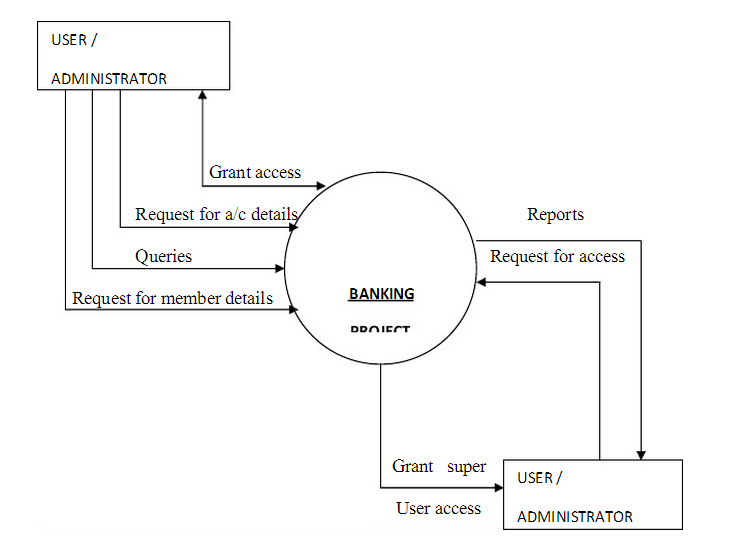 USER /
ADMINISTRATOR
Grant access
Request for a/c details
Queries
Request for member details
BANKING
PROJECT
Reports
Request for access
Grant super
User access
USER /
ADMINISTRATOR